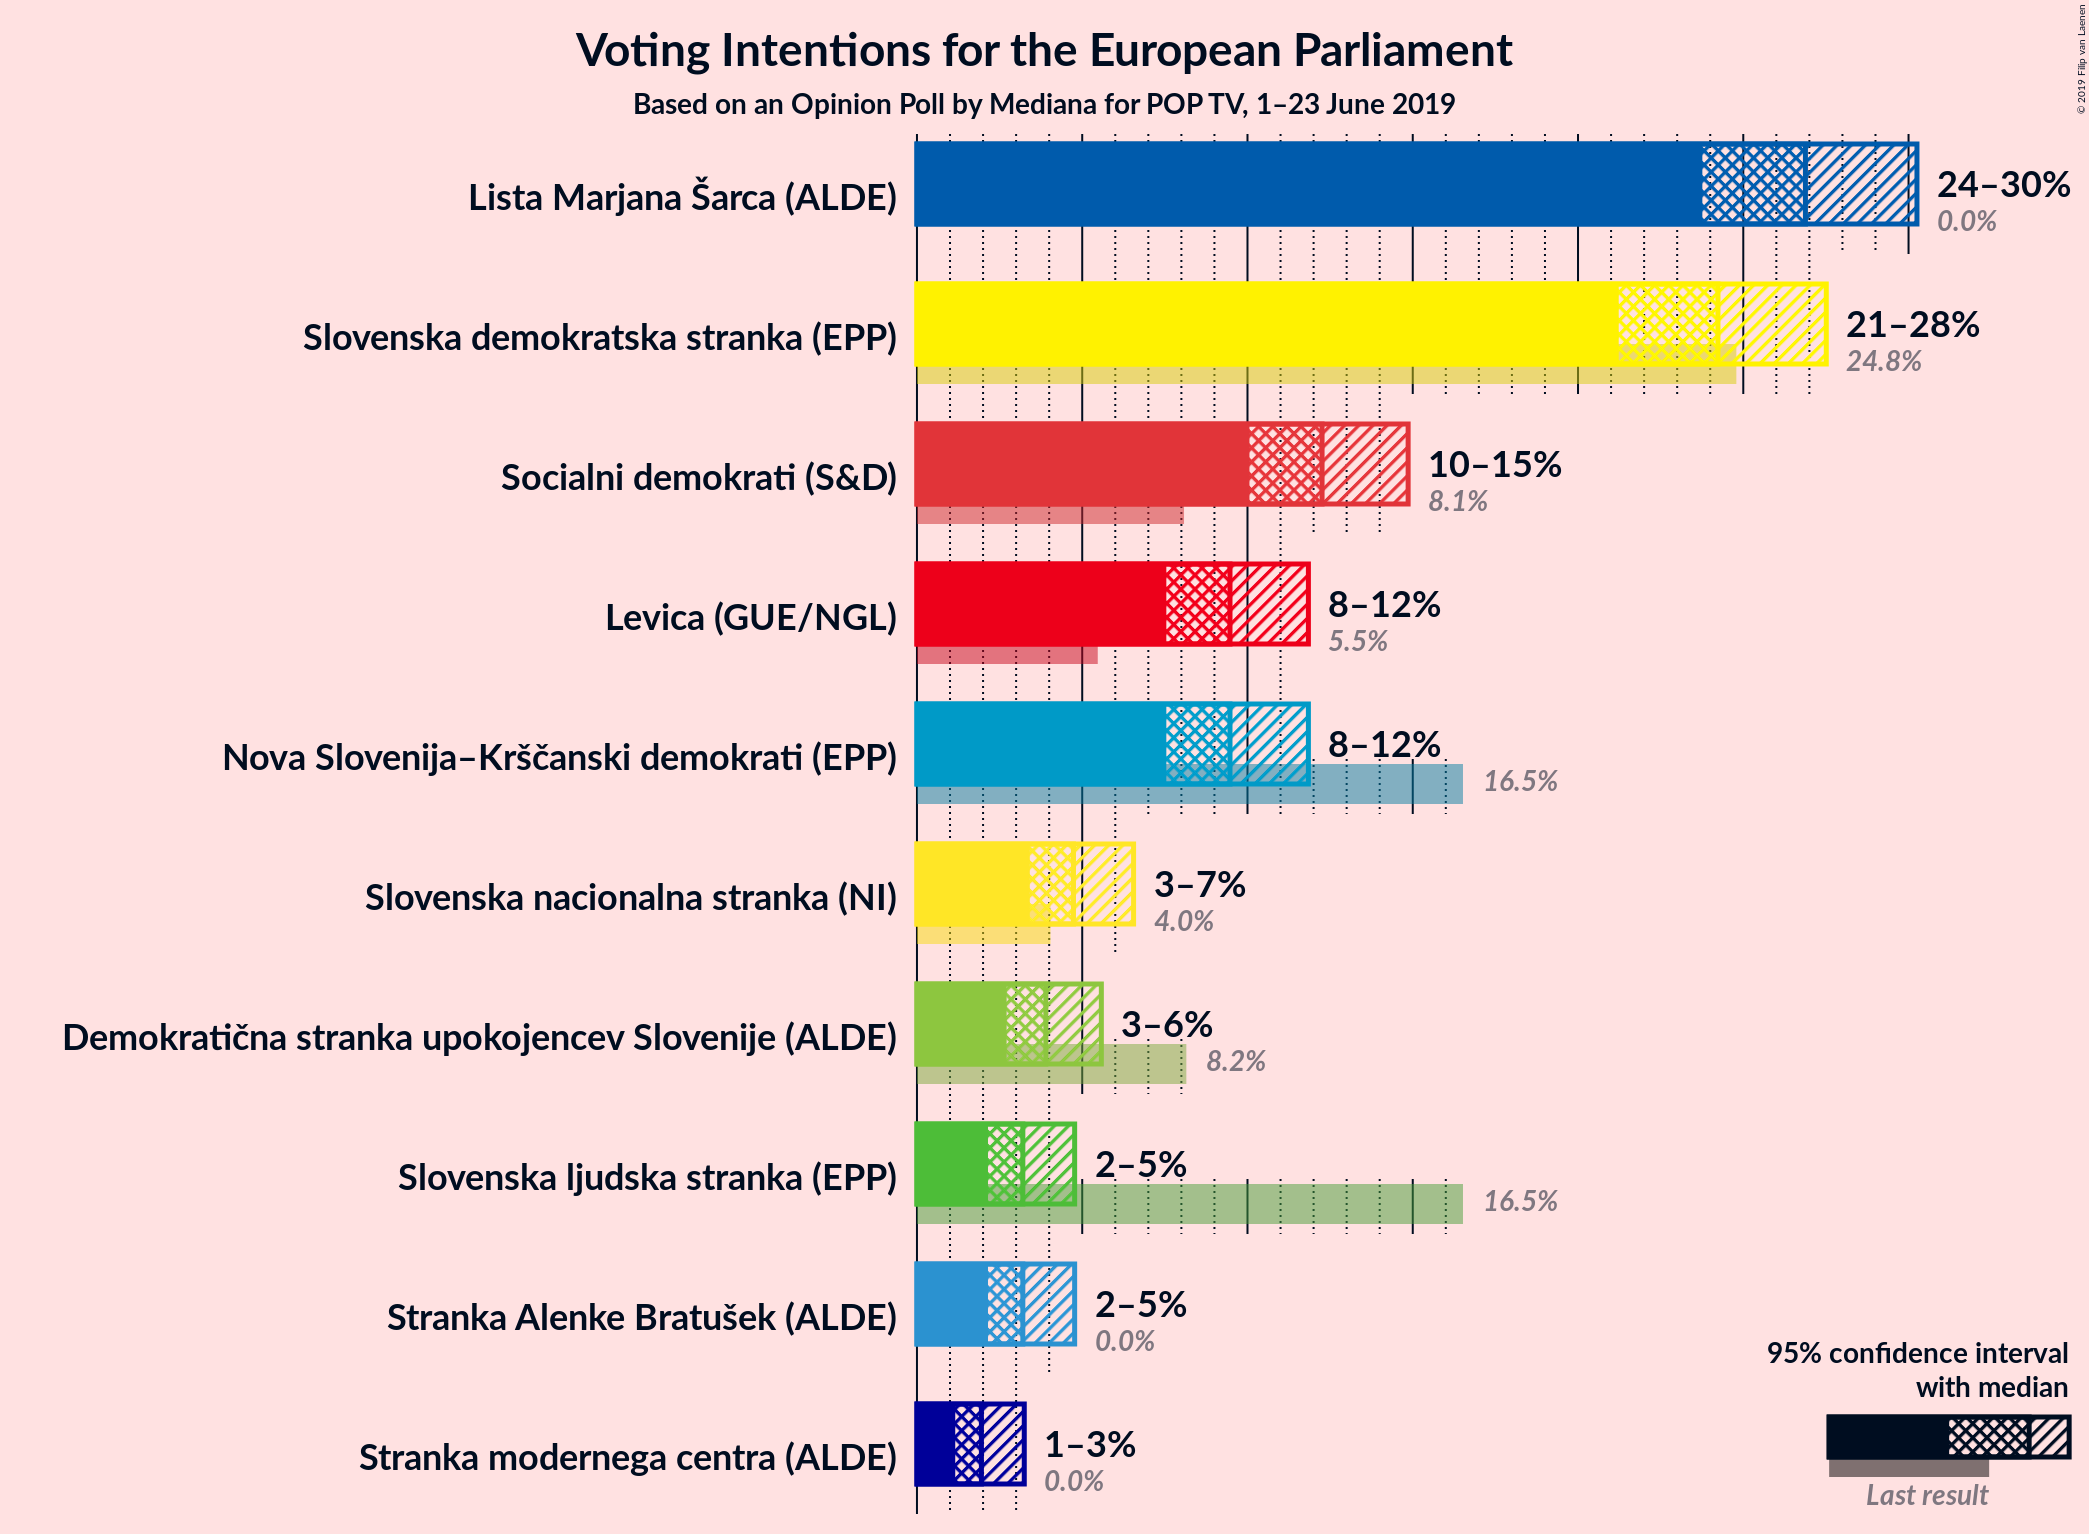 Voting Intentions for the European Parliament
Based on an Opinion Poll by Mediana for POP TV, 1–23 June 2019
© 2019 Filip van Laenen
Lista Marjana Šarca (ALDE)
24–30%
0.0%
Slovenska demokratska stranka (EPP)
21–28%
24.8%
Socialni demokrati (S&D)
10–15%
8.1%
Levica (GUE/NGL)
8–12%
5.5%
Nova Slovenija–Krščanski demokrati (EPP)
8–12%
16.5%
Slovenska nacionalna stranka (NI)
3–7%
4.0%
Demokratična stranka upokojencev Slovenije (ALDE)
3–6%
8.2%
Slovenska ljudska stranka (EPP)
2–5%
16.5%
Stranka Alenke Bratušek (ALDE)
2–5%
0.0%
Stranka modernega centra (ALDE)
1–3%
0.0%
95% confidence interval
with median
Last result